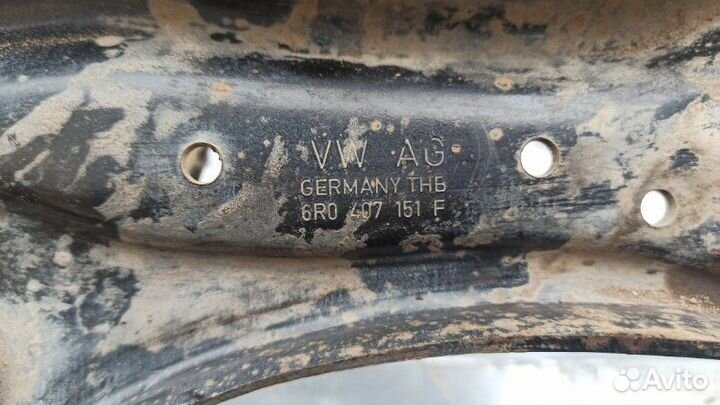 VW AG
GERMANY THB
6R0 407 151 F
Avito